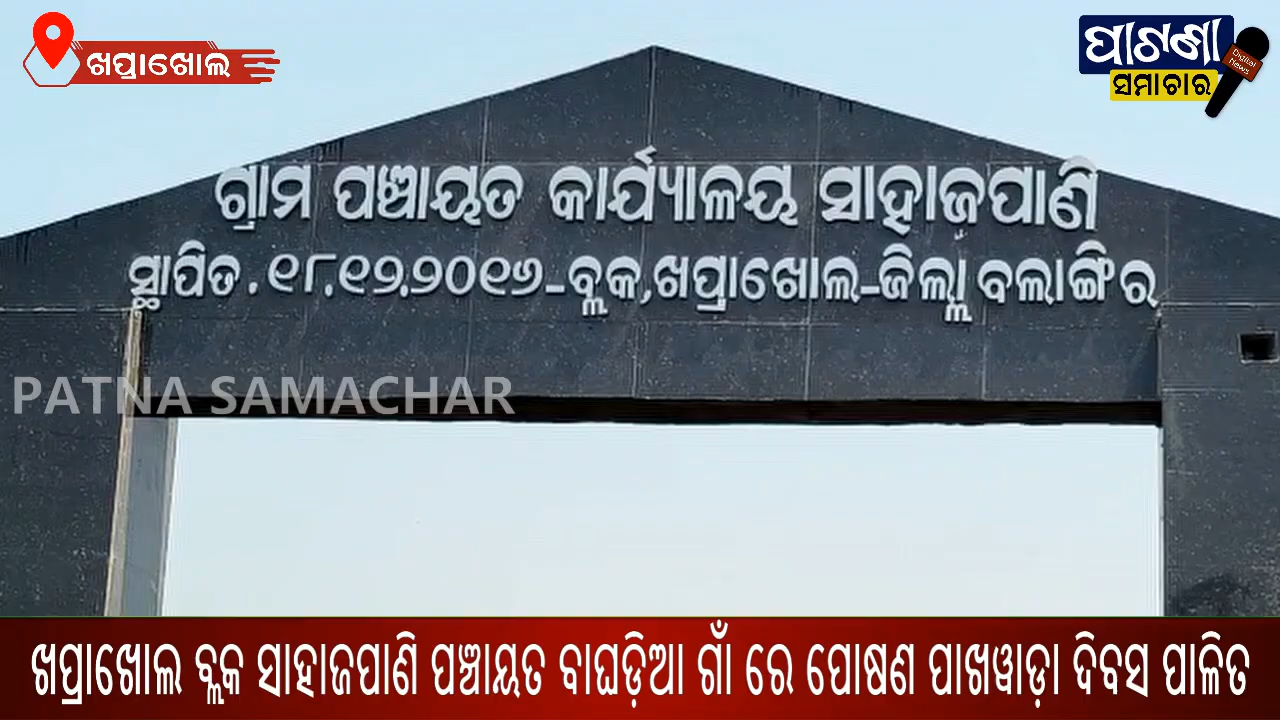 ଖପ୍ରାଖୋଲ
ପାଟଣା
ସମାଚାର
Digital
News
ଗ୍ରାମ ପଞ୍ଚାୟତ କାର୍ଯ୍ୟାଳୟ ସାହାଜପାଣି
ସ୍ଥାପିତ.୧୮.୧୨.୨୦୧୬-ବ୍ଲକ,ଖପ୍ରାଖୋଲ-ଜିଲ୍ଲା ବଲାଙ୍ଗିର
PATNA SAMACHAR
ଖପ୍ରାଖୋଲ ବ୍ଲକ ସାହାଜପାଣି ପଞ୍ଚାୟତ ବାଘଡ଼ିଆ ଗାଁ ରେ ପୋଷଣ ପାଖୱାଡ଼ା ଦିବସ ପାଳିତ